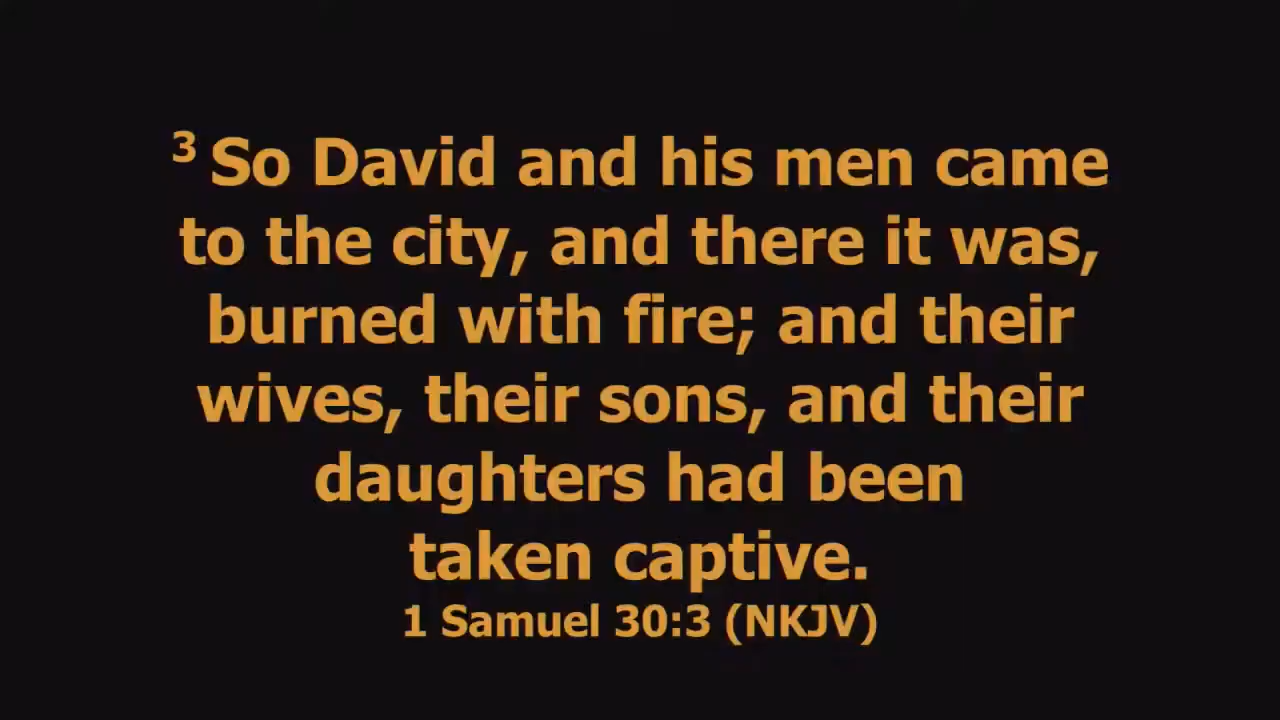 3 So David and his men came
to the city, and there it was,
burned with fire; and their
wives, their sons, and their
daughters had been
taken captive.
1 Samuel 30:3 (NKJV)